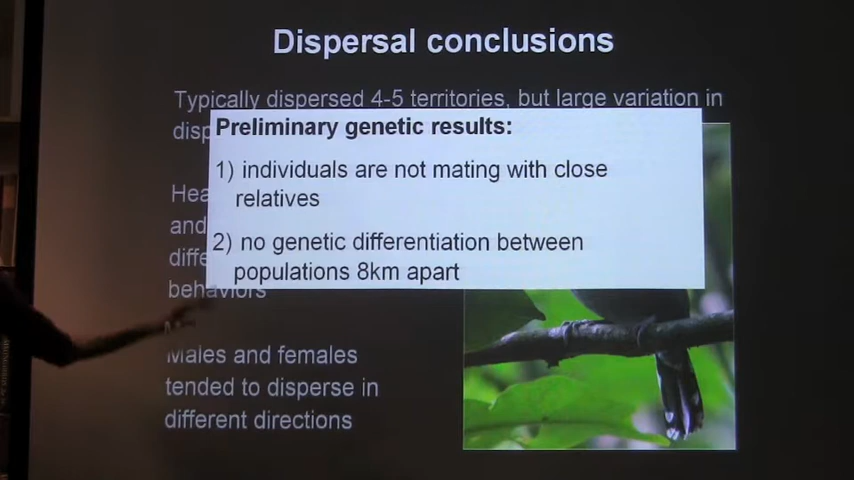 Dispersal conclusions
Typically dispersed 4-5 territories, but large variation in
Preliminary genetic results:
1) individuals are not mating with close
relatives
2) no genetic differentiation between
populations 8km apart
and
behaviors
Males and females
tended to disperse in
different directions